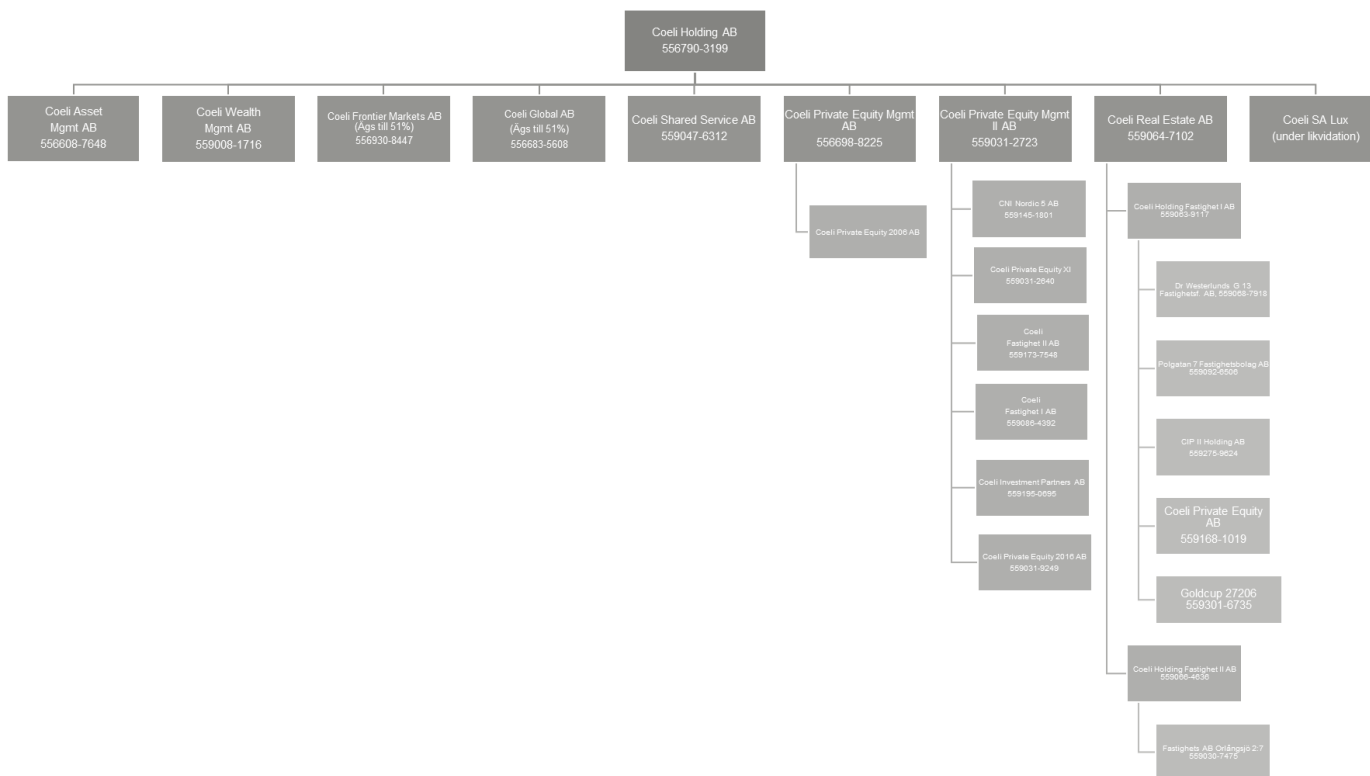 Coeli Holding AB
556790-3199
Coeli Asset
Mgmt AB
556608-7648
Coeli Wealth
Mgmt AB
559008-1716
Coeli Frontier Markets AB
(Ägs till 51%)
556930-8447
Coeli Global AB
(Ägs till 51%)
556683-5608
Coeli Shared Service AB
559047-6312
Coeli Private Equity Mgmt
AB
556698-8225
Coeli Private Equity Mgmt
II AB
559031-2723
Coeli Real Estate AB
559064-7102
Coeli SA Lux
(under likvidation)
Coeli Private Equity 2006 AB
CNI Nordic 5 AB
559145-1801
Coeli Private Equity XI
559031-2640
Coeli
Fastighet II AB
559173-7548
Coeli
Fastighet I AB
559086-4392
Coeli Investment Partners AB
559195-0695
Coeli Private Equity 2016 AB
559031-9249
Coeli Holding Fastighet I AB
559063-9117
Dr Westerlunds G 13
Fastighetsf. AB, 559068-7918
Polgatan 7 Fastighetsbolag AB
559092-5506
CIP II Holding AB
559275-9624
Coeli Private Equity
AB
559168-1019
Goldcup 27206
559301-6735
Coeli Holding Fastighet II AB
559066-4636
Fastighets AB Orlångsjö 2:7
559030-7475